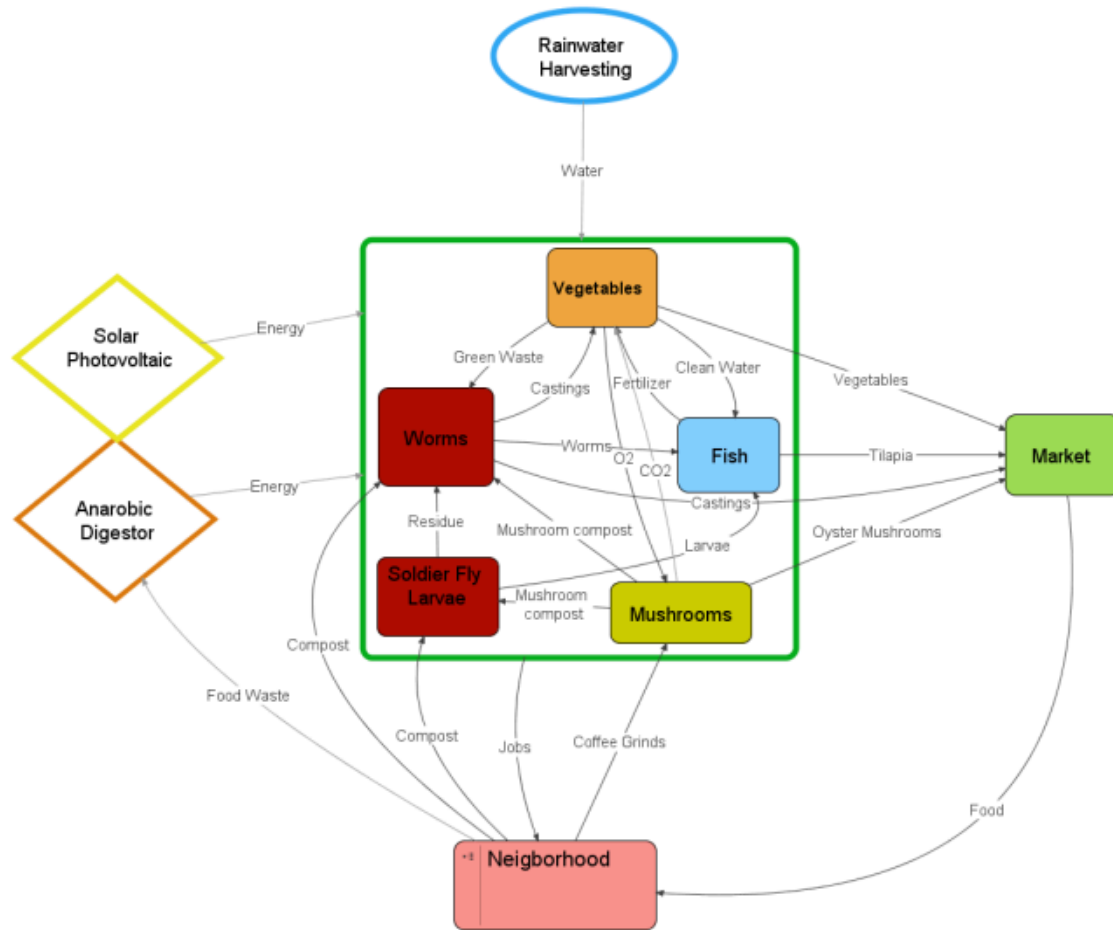 Rainwater
Harvesting
Water
Vegetables
Solar
Photovoltaic
Energy
Green Waste
Castings
Fertilizer
Clean Water
Vegetables
Worms
Worms
O2
CO2
Fish
Tilapia
Market
Anarobic
Digestor
Energy
Castings
Residue
Mushroom compost
Larvae
Oyster Mushrooms
Soldier Fly
Larvae
Mushroom
compost
Mushrooms
Compost
Food Waste
Compost
Jobs
Coffee Grinds
Food
Neigborhood